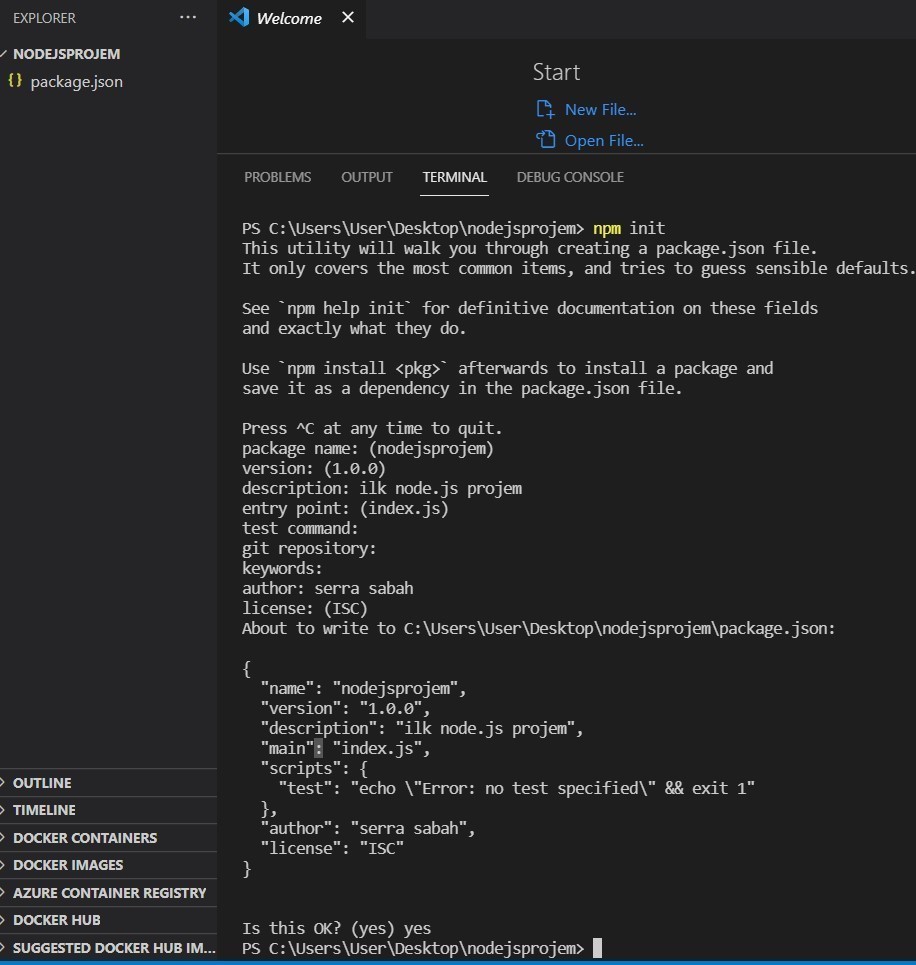 EXPLORER
NODEJSPROJEM
{} package.json
OUTLINE
TIMELINE
DOCKER CONTAINERS
DOCKER IMAGES
AZURE CONTAINER REGISTRY
DOCKER HUB
SUGGESTED DOCKER HUB IM...
Welcome
Start
New File...
Open File...
PROBLEMS OUTPUT TERMINAL DEBUG CONSOLE
PS C:\Users\User\Desktop\nodejsprojem> npm init
This utility will walk you through creating a package.json file.
It only covers the most common items, and tries to guess sensible defaults.
See `npm help init` for definitive documentation on these fields
and exactly what they do.
Use `npm install <pkg>` afterwards to install a package and
save it as a dependency in the package.json file.
Press ^C at any time to quit.
package name: (nodejsprojem)
version: (1.0.0)
description: ilk node.js projem
entry point: (index.js)
test command:
git repository:
keywords:
author: serra sabah
license: (ISC)
About to write to C:\Users\User\Desktop\nodejsprojem\package.json:
{
  "name": "nodejsprojem",
  "version": "1.0.0",
  "description": "ilk node.js projem",
  "main": "index.js",
  "scripts": {
    "test": "echo \"Error: no test specified\" && exit 1"
  },
  "author": "serra sabah",
  "license": "ISC"
}
Is this OK? (yes) yes
PS C:\Users\User\Desktop\nodejsprojem>